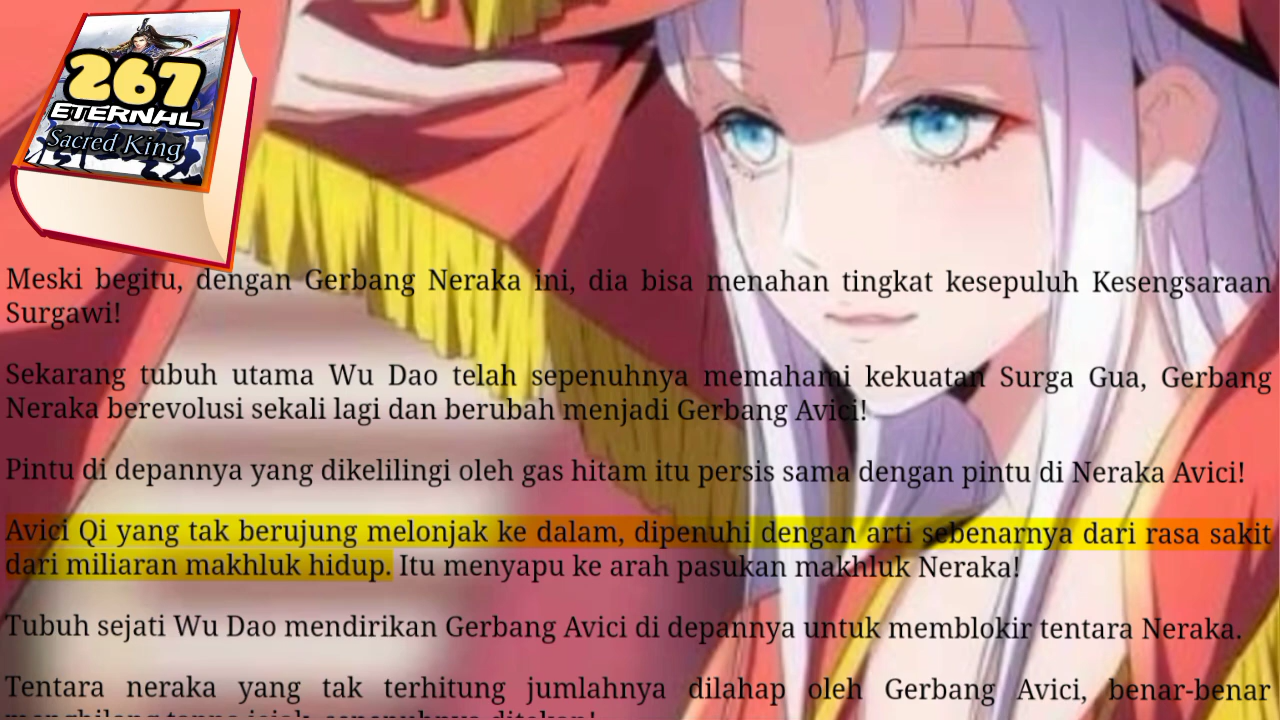 267
ETERNAL
Sacred King
Meski begitu, dengan Gerbang Neraka ini, dia bisa menahan tingkat kesepuluh Kesengsaraan
Surgawi!
Sekarang tubuh utama Wu Dao telah sepenuhnya memahami kekuatan Surga Gua, Gerbang
Neraka berevolusi sekali lagi dan berubah menjadi Gerbang Avici!
Pintu di depannya yang dikelilingi oleh gas hitam itu persis sama dengan pintu di Neraka Avici!
Avici Qi yang tak berujung melonjak ke dalam, dipenuhi dengan arti sebenarnya dari rasa sakit
dari miliaran makhluk hidup. Itu menyapu ke arah pasukan makhluk Neraka!
Tubuh sejati Wu Dao mendirikan Gerbang Avici di depannya untuk memblokir tentara Neraka.
Tentara neraka yang tak terhitung jumlahnya dilahap oleh Gerbang Avici, benar-benar